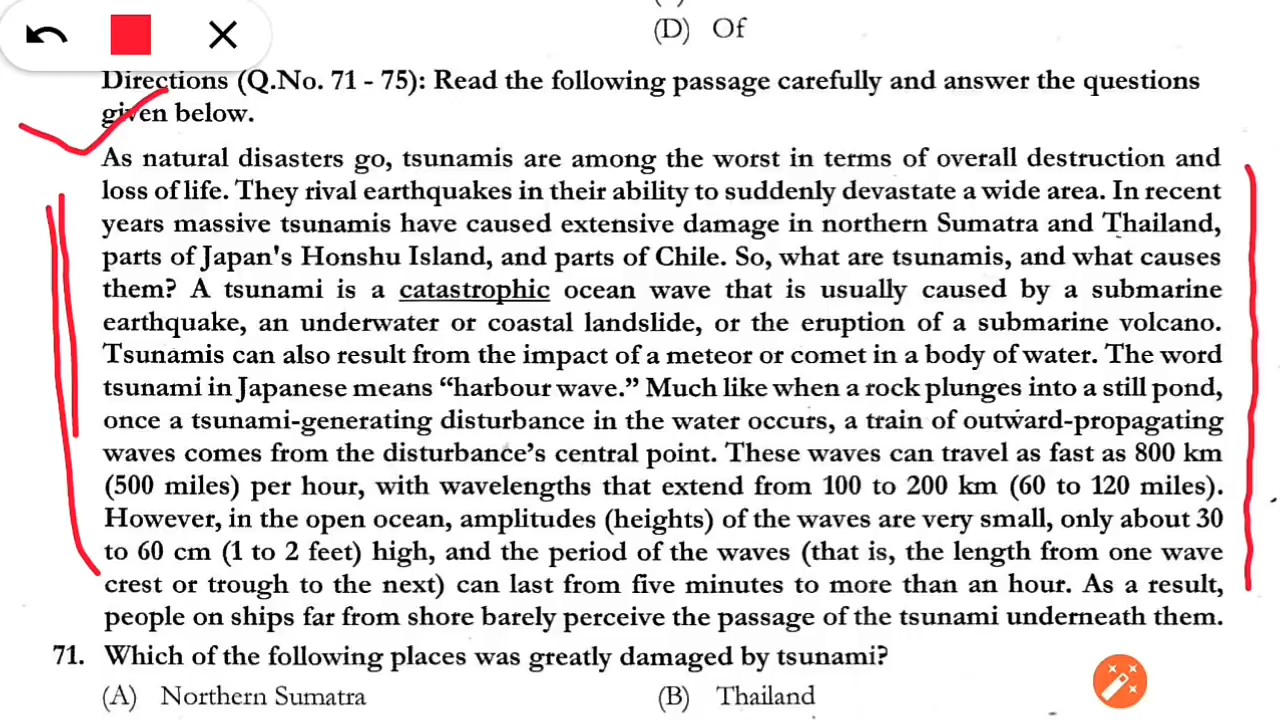 (D) Of
Directions (Q.No. 71 - 75): Read the following passage carefully and answer the questions
given below.
As natural disasters go, tsunamis are among the worst in terms of overall destruction and
loss of life. They rival earthquakes in their ability to suddenly devastate a wide area. In recent
years massive tsunamis have caused extensive damage in northern Sumatra and Thailand,
parts of Japan's Honshu Island, and parts of Chile. So, what are tsunamis, and what causes
them? A tsunami is a catastrophic ocean wave that is usually caused by a submarine
earthquake, an underwater or coastal landslide, or the eruption of a submarine volcano.
Tsunamis can also result from the impact of a meteor or comet in a body of water. The word
tsunami in Japanese means “harbour wave.” Much like when a rock plunges into a still pond,
once a tsunami-generating disturbance in the water occurs, a train of outward-propagating
waves comes from the disturbance’s central point. These waves can travel as fast as 800 km
(500 miles) per hour, with wavelengths that extend from 100 to 200 km (60 to 120 miles).
However, in the open ocean, amplitudes (heights) of the waves are very small, only about 30
to 60 cm (1 to 2 feet) high, and the period of the waves (that is, the length from one wave
crest or trough to the next) can last from five minutes to more than an hour. As a result,
people on ships far from shore barely perceive the passage of the tsunami underneath them.
71. Which of the following places was greatly damaged by tsunami?
(A) Northern Sumatra (B) Thailand